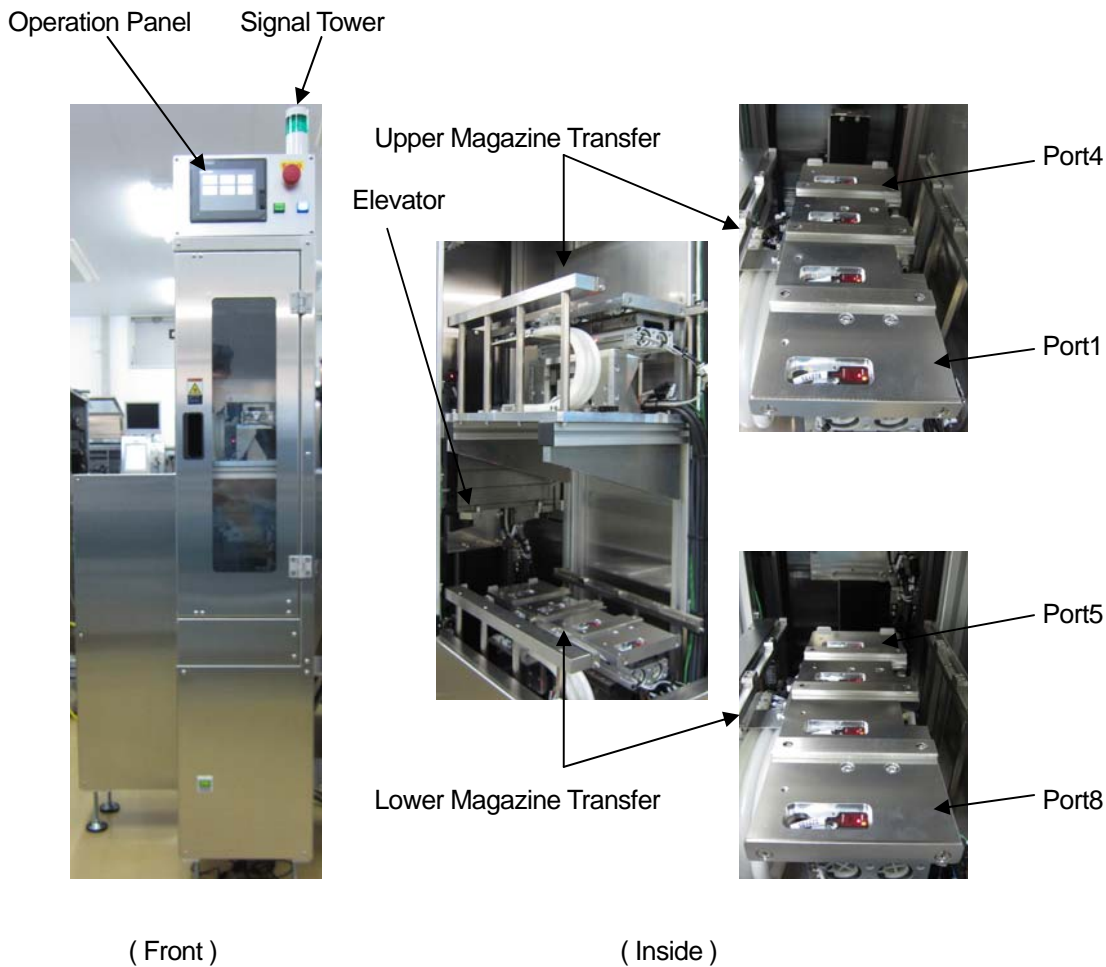 Operation Panel
Signal Tower
Upper Magazine Transfer
Port4
Elevator
Port1
Port5
Lower Magazine Transfer
Port8
( Front )
( Inside )